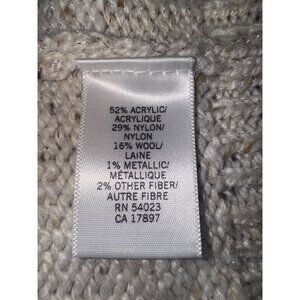 52% ACRYLIC/
ACRYLIQUE
29% NYLON/
NYLON
16% WOOL/
LAINE
1% METALLIC/
MÉTALLIQUE
2% OTHER FIBER/
AUTRE FIBRE
RN 54023
CA 17897